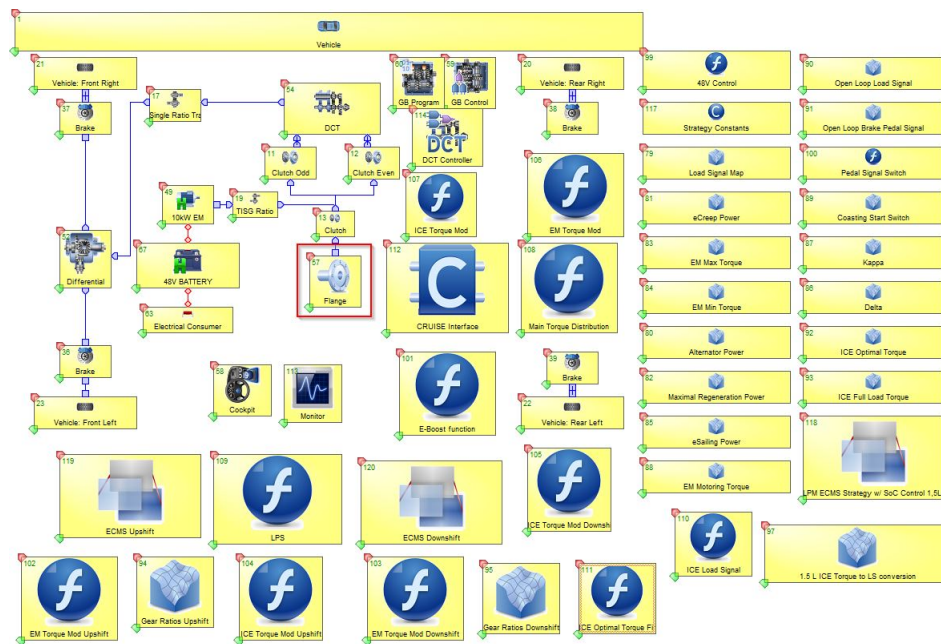 1
Vehicle
21
Vehicle: Front Right
17
Single Ratio Tra
54
DCT
60
GB Program
59
GB Control
20
Vehicle: Rear Right
99
48V Control
90
Open Loop Load Signal
37
Brake
114
DCT
DCT Controller
38
Brake
117
Strategy Constants
91
Open Loop Brake Pedal Signal
11
Clutch Odd
12
Clutch Even
79
Load Signal Map
100
Pedal Signal Switch
49
10kW EM
19
TISG Ratio
13
Clutch
107
ICE Torque Mod
106
EM Torque Mod
81
eCreep Power
89
Coasting Start Switch
52
Differential
67
48V BATTERY
57
Flange
112
CRUISE Interface
108
Main Torque Distribution
83
EM Max Torque
87
Kappa
63
Electrical Consumer
84
EM Min Torque
86
Delta
36
Brake
58
Cockpit
113
Monitor
101
E-Boost function
39
Brake
80
Alternator Power
92
ICE Optimal Torque
23
Vehicle: Front Left
22
Vehicle: Rear Left
82
Maximal Regeneration Power
93
ICE Full Load Torque
85
eSailing Power
118
LPM ECMS Strategy w/ SoC Control 1,5L
119
ECMS Upshift
109
LPS
120
ECMS Downshift
105
ICE Torque Mod Downsh
88
EM Motoring Torque
110
ICE Load Signal
97
1.5 L ICE Torque to LS conversion
102
EM Torque Mod Upshift
94
Gear Ratios Upshift
104
ICE Torque Mod Upshift
103
EM Torque Mod Downshift
95
Gear Ratios Downshift
111
ICE Optimal Torque Fi